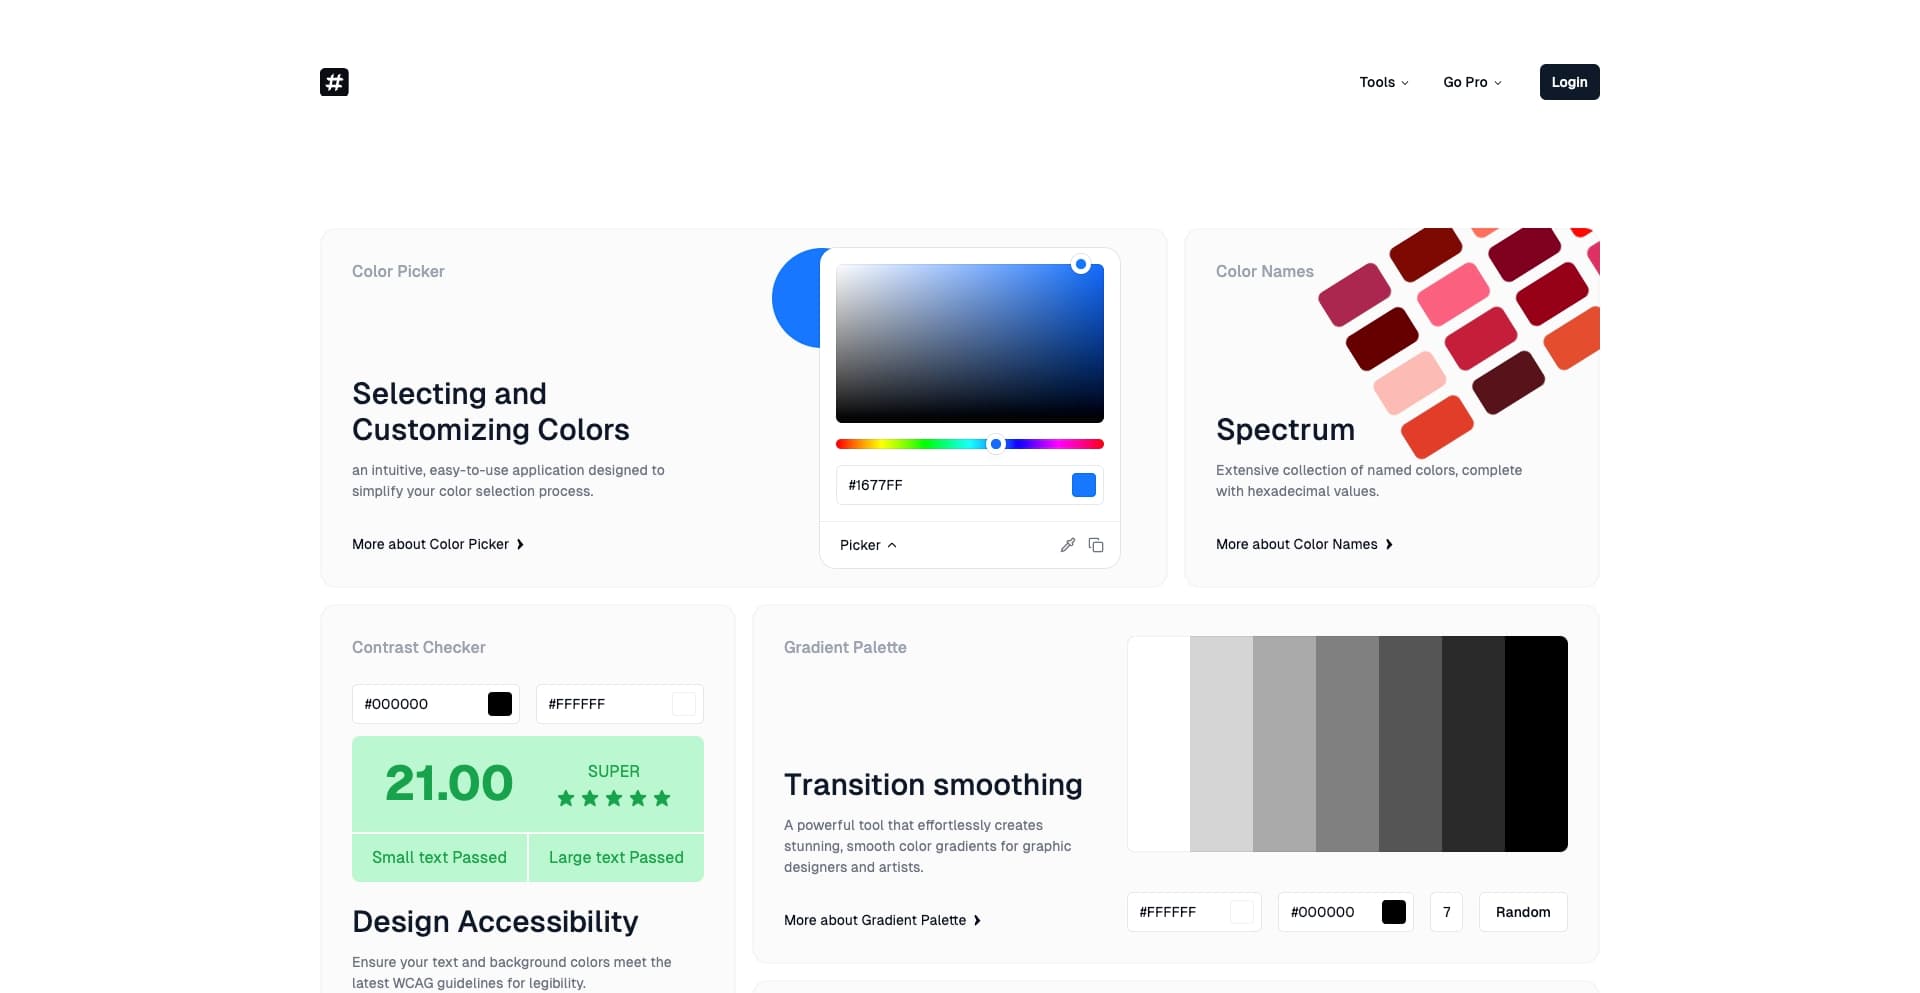 #
Tools
Go Pro
Login
Color Picker
Selecting and
Customizing Colors
an intuitive, easy-to-use application designed to
simplify your color selection process.
More about Color Picker
#1677FF
Picker
Color Names
Spectrum
Extensive collection of named colors, complete
with hexadecimal values.
More about Color Names
Contrast Checker
#000000
#FFFFFF
21.00
SUPER
Small text Passed
Large text Passed
Design Accessibility
Ensure your text and background colors meet the
latest WCAG guidelines for legibility.
Gradient Palette
Transition smoothing
A powerful tool that effortlessly creates
stunning, smooth color gradients for graphic
designers and artists.
More about Gradient Palette
#FFFFFF
#000000
7
Random